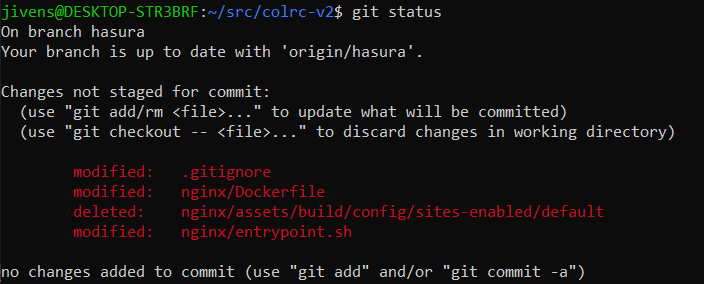 jivens@DESKTOP-STR3BRF:~/src/colrc-v2$ git status
On branch hasura
Your branch is up to date with 'origin/hasura'.

Changes not staged for commit:
  (use "git add/rm <file>..." to update what will be committed)
  (use "git checkout -- <file>..." to discard changes in working directory)

        modified:   .gitignore
        modified:   nginx/Dockerfile
        deleted:    nginx/assets/build/config/sites-enabled/default
        modified:   nginx/entrypoint.sh

no changes added to commit (use "git add" and/or "git commit -a")